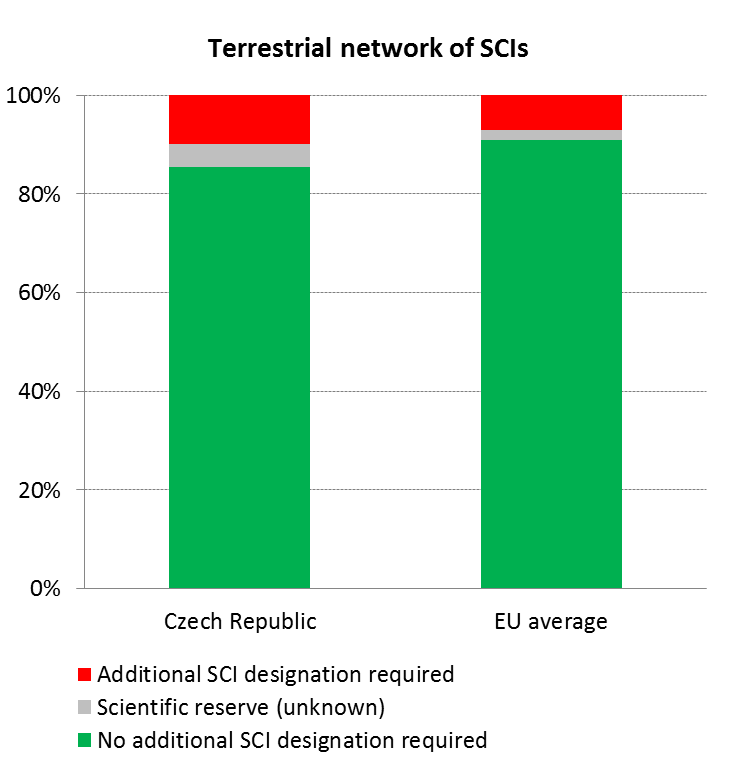 Terrestrial network of SCIs
100%
80%
60%
40%
20%
0%
Czech Republic
EU average
Additional SCI designation required
Scientific reserve (unknown)
No additional SCI designation required